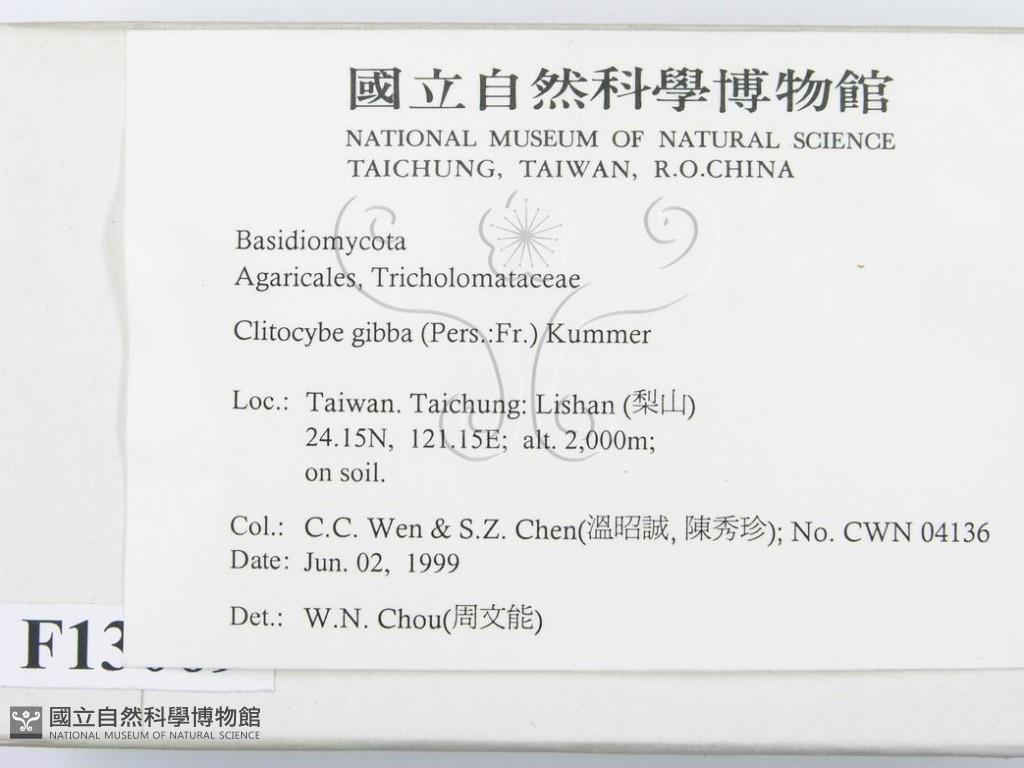 國立自然科學博物館
NATIONAL MUSEUM OF NATURAL SCIENCE
TAICHUNG, TAIWAN, R.O.CHINA
Basidiomycota
Agaricales, Tricholomataceae
Clitocybe gibba (Pers.:Fr.) Kummer
Loc.: Taiwan. Taichung: Lishan (梨山)
24.15N, 121.15E; alt. 2,000m;
on soil.
Col.: C.C. Wen & S.Z. Chen(溫昭誠, 陳秀珍); No. CWN 04136
Date: Jun. 02, 1999
Det.: W.N. Chou(周文能)
國立自然科學博物館
NATIONAL MUSEUM OF NATURAL SCIENCE